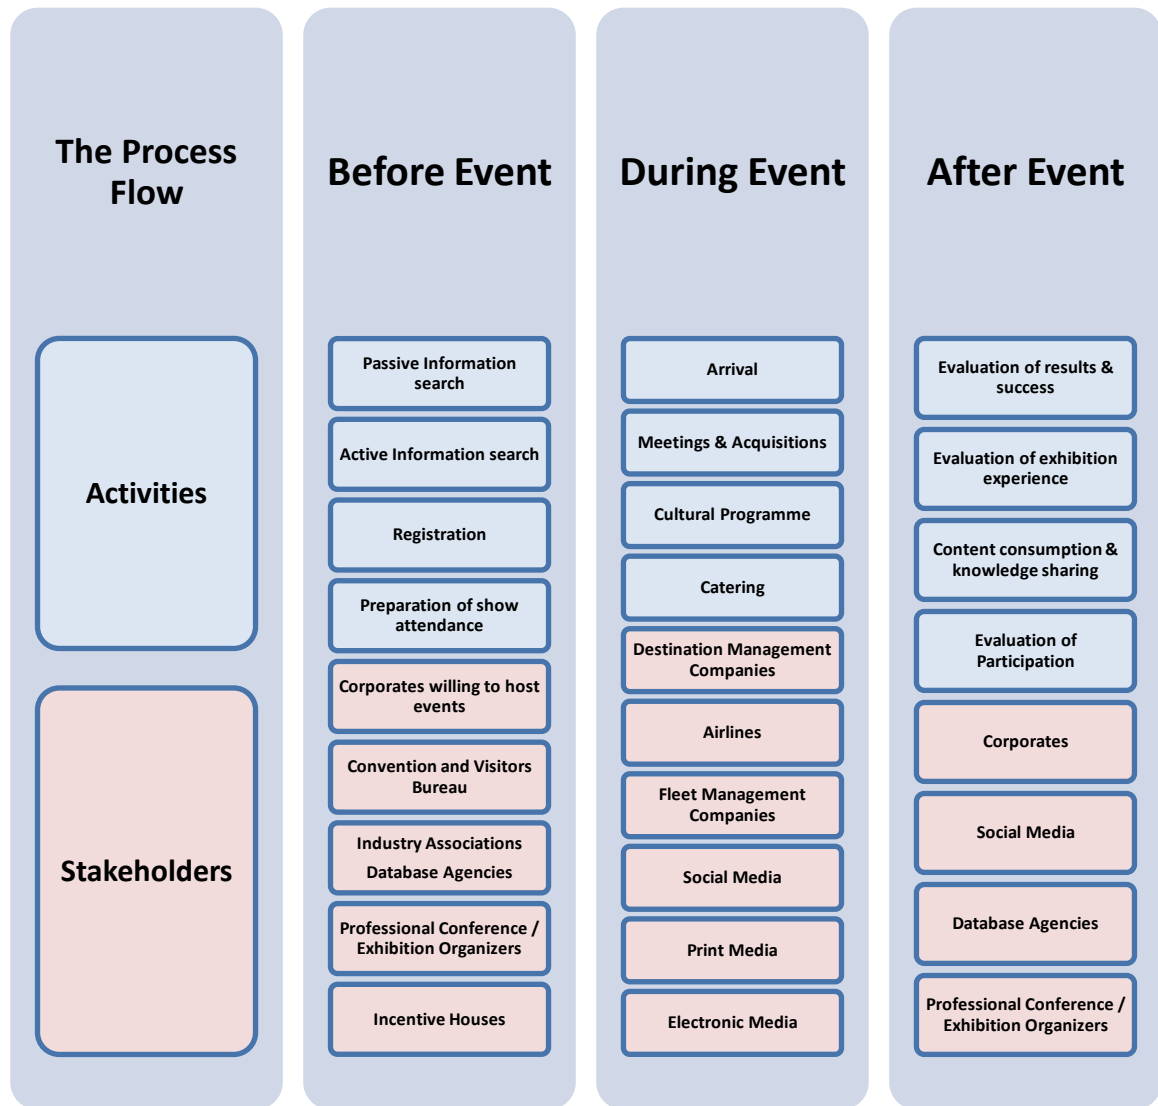 The Process
Flow
Activities
Stakeholders
Before Event
Passive Information
search
Active Information search
Registration
Preparation of show
attendance
Corporates willing to host
events
Convention and Visitors
Bureau
Industry Associations
Database Agencies
Professional Conference /
Exhibition Organizers
Incentive Houses
During Event
Arrival
Meetings & Acquisitions
Cultural Programme
Catering
Destination Management
Companies
Airlines
Fleet Management
Companies
Social Media
Print Media
Electronic Media
After Event
Evaluation of results &
success
Evaluation of exhibition
experience
Content consumption &
knowledge sharing
Evaluation of
Participation
Corporates
Social Media
Database Agencies
Professional Conference /
Exhibition Organizers